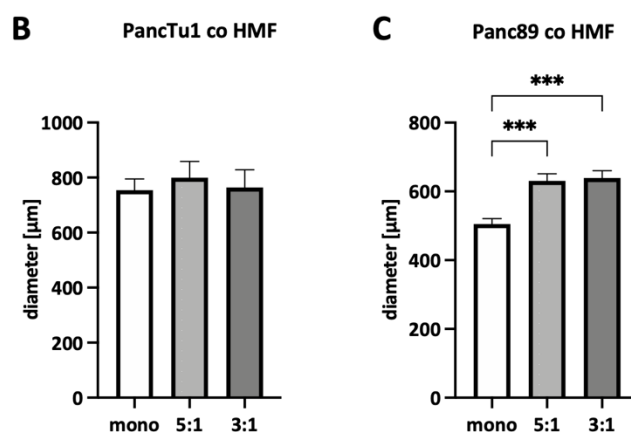 B
PancTu1 co HMF
diameter [µm]
1000
800
600
400
200
0
mono 5:1 3:1
C
Panc89 co HMF
***
***
diameter [µm]
800
600
400
200
0
mono 5:1 3:1